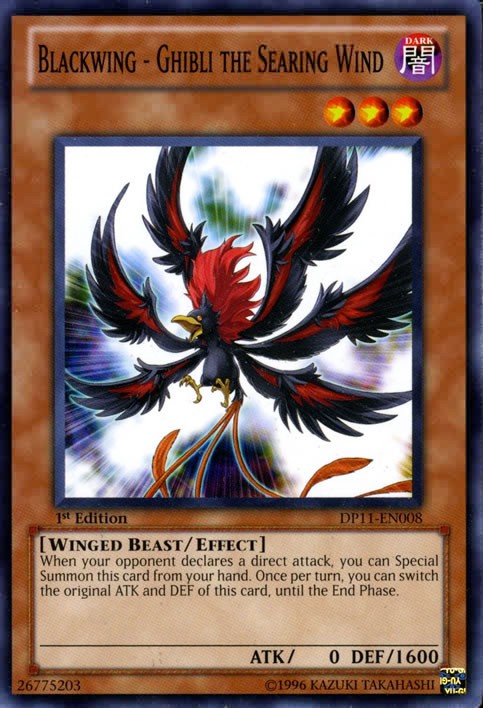 BLACKWING - GHIBLI THE SEARING WIND
DARK
闇
1st Edition
DP11-EN008
[WINGED BEAST/EFFECT]
When your opponent declares a direct attack, you can Special
Summon this card from your hand. Once per turn, you can switch
the original ATK and DEF of this card, until the End Phase.
ATK/ 0 DEF/1600
26775203
©1996 KAZUKI TAKAHASHI